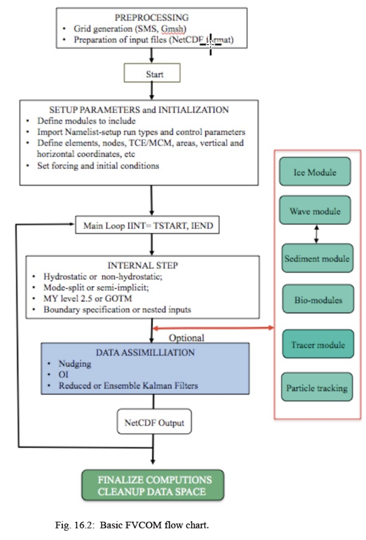 PREPROCESSING
• Grid generation (SMS, Gmsh)
• Preparation of input files (NetCDF format)
Start
SETUP PARAMETERS and INITIALIZATION
• Define modules to include
• Import Namelist-setup run types and control parameters
• Define elements, nodes, TCE/MCM, areas, vertical and
horizontal coordinates, etc
• Set forcing and initial conditions
Main Loop IINT= TSTART, IEND
INTERNAL STEP
• Hydrostatic or non-hydrostatic;
• Mode-split or semi-implicit;
• MY level 2.5 or GOTM
• Boundary specification or nested inputs
Optional
DATA ASSIMILLIATION
• Nudging
• OI
• Reduced or Ensemble Kalman Filters
NetCDF Output
FINALIZE COMPUTIONS
CLEANUP DATA SPACE
Ice Module
Wave module
Sediment module
Bio-modules
Tracer module
Particle tracking
Fig. 16.2: Basic FVCOM flow chart.